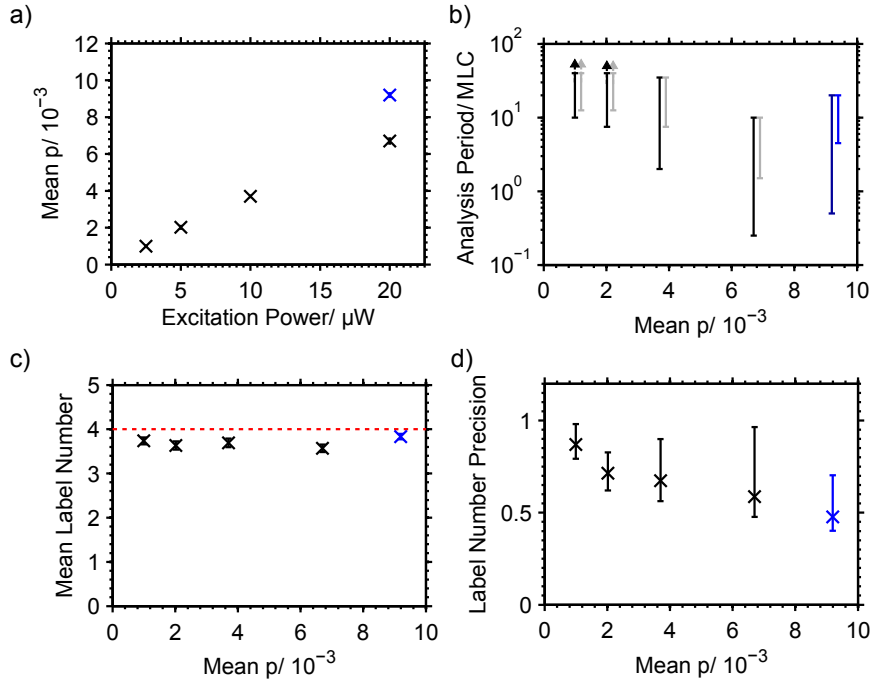 a)
12
10
8
6
4
2
0
Mean p/ 10⁻³
0 5 10 15 20
Excitation Power/ µW
b)
10²
10¹
10⁰
10⁻¹
Analysis Period/ MLC
0 2 4 6 8 10
Mean p/ 10⁻³
c)
5
4
3
2
1
0
Mean Label Number
0 2 4 6 8 10
Mean p/ 10⁻³
d)
1
0.5
0
Label Number Precision
0 2 4 6 8 10
Mean p/ 10⁻³